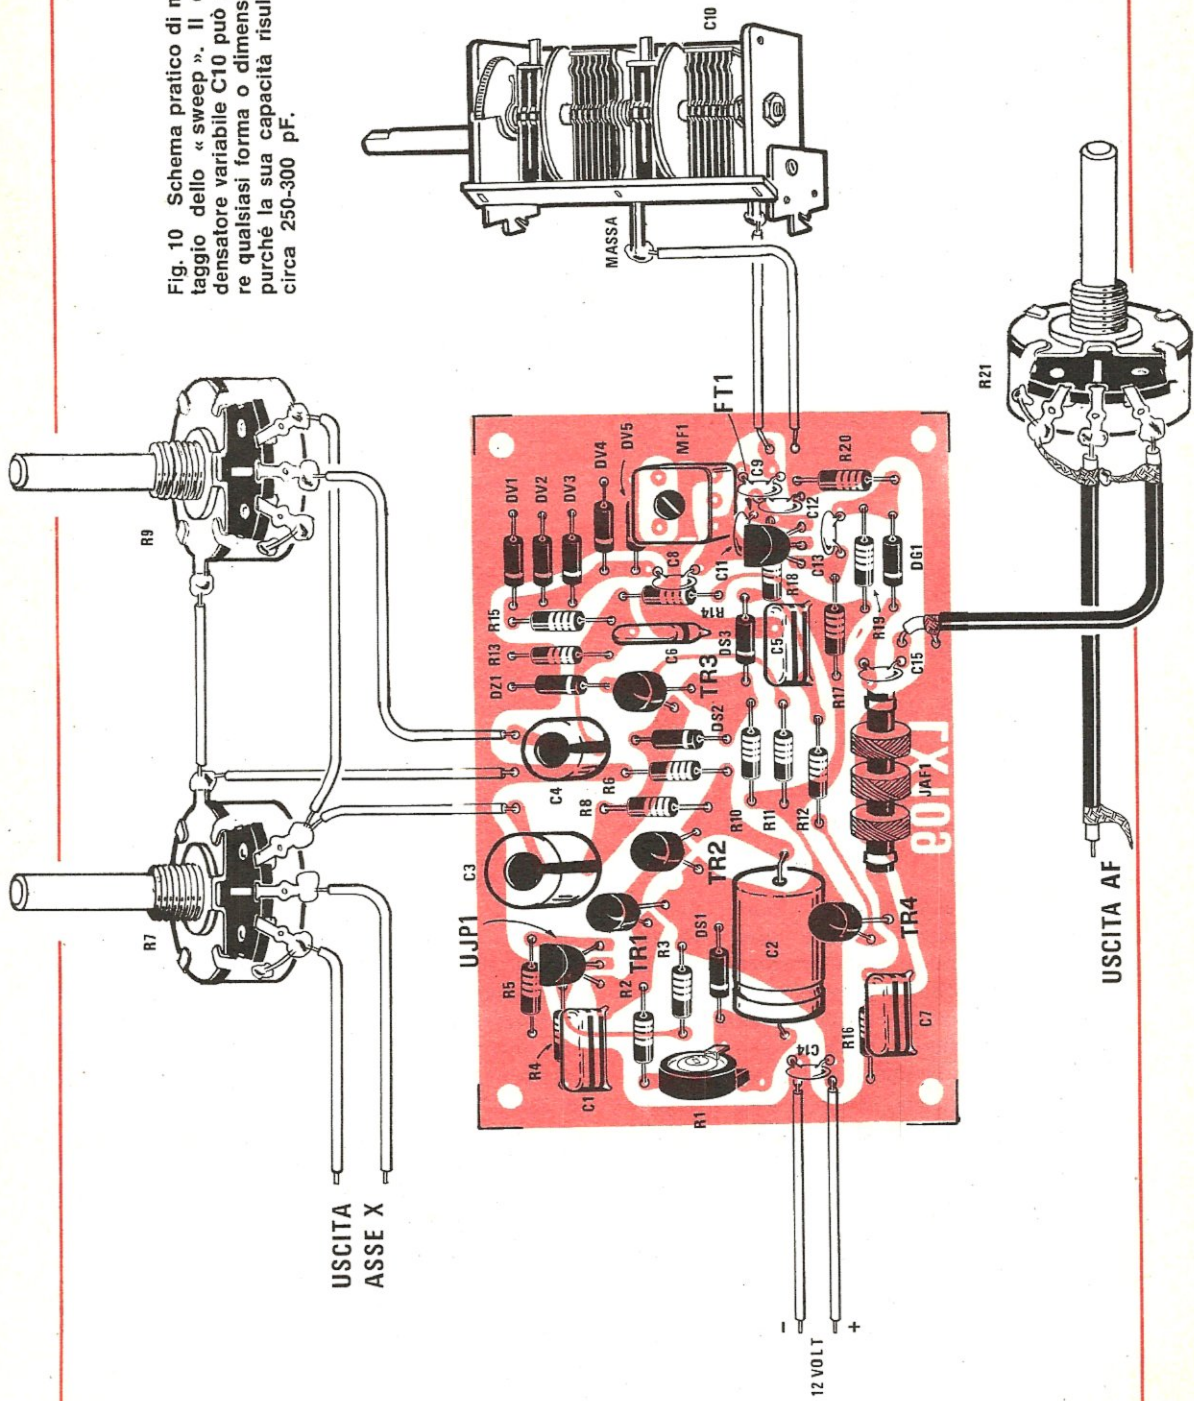 Fig. 10 Schema pratico di
taggio dello « sweep ». Il
densatore variabile C10 può
re qualsiasi forma o dimens
purché la sua capacità risul
circa 250-300 pF.
C10
MASSA
R9
R7
R21
USCITA
ASSE X
UJP1
C3
C4
DZ1
R13
R15
DV1
DV2
DV3
DV4
DV5
MF1
FT1
R5
R4
C1
R2
TR1
R3
DS1
TR2
R8
R6
DS2
TR3
C6
R14
C8
DS3
C5
C11
R18
C9
C12
C13
R20
R1
C2
R10
R11
R12
R17
R19
DG1
C14
R16
C7
TR4
JAF1
C15
LX109
12 VOLT
-
+
USCITA AF